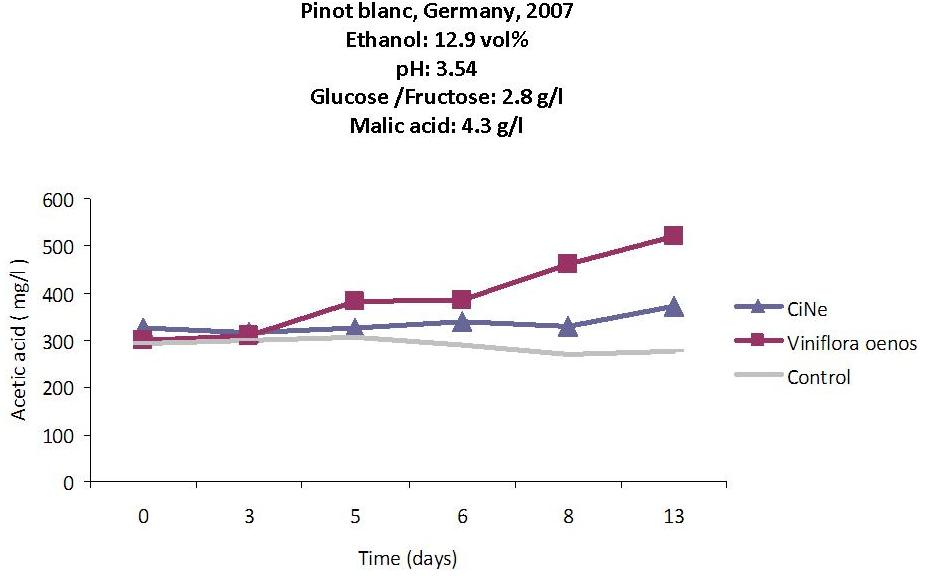 Pinot blanc, Germany, 2007
Ethanol: 12.9 vol%
pH: 3.54
Glucose /Fructose: 2.8 g/l
Malic acid: 4.3 g/l
600
500
400
300
200
100
0
Acetic acid ( mg/l )
0 3 5 6 8 13
Time (days)
CiNe
Viniflora oenos
Control